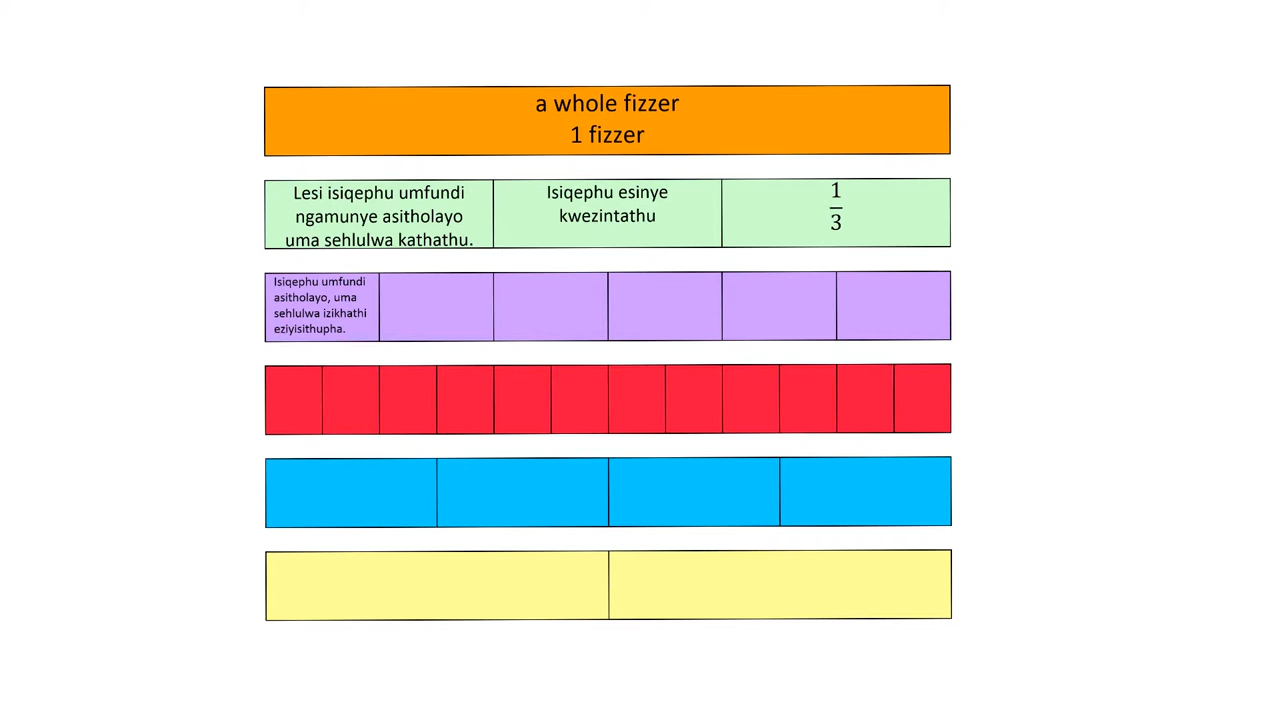 a whole fizzer
1 fizzer
Lesi isiqephu umfundi
ngamunye asitholayo
uma sehlulwa kathathu.
Isiqephu esinye
kwezintathu
1
3
Isiqephu umfundi
asitholayo, uma
sehlulwa izikhathi
eziyisithupha.